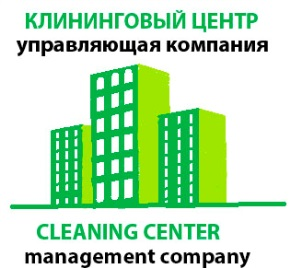 КЛИНИНГОВЫЙ ЦЕНТР
управляющая компания
CLEANING CENTER
management company